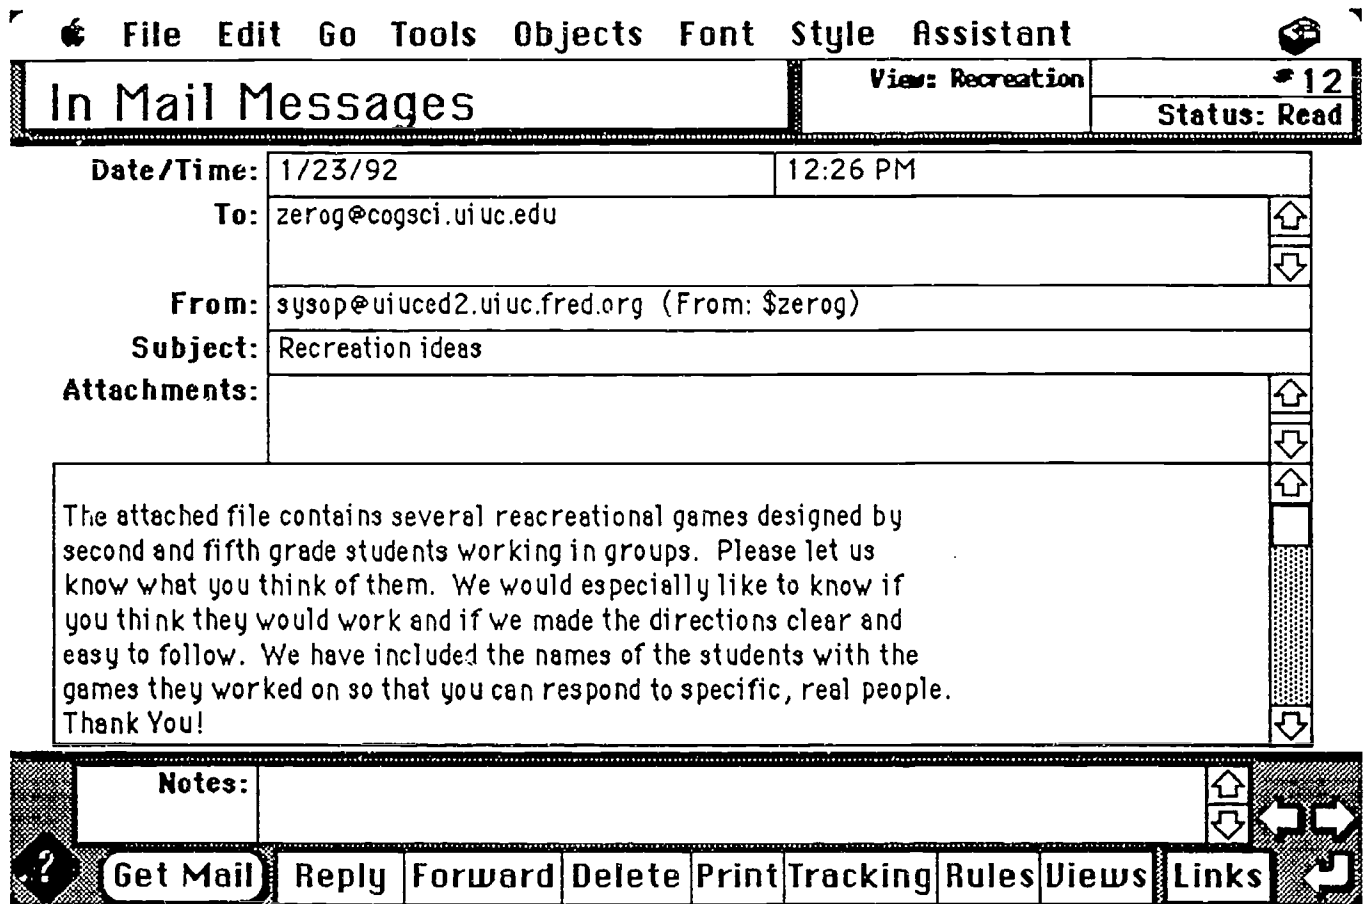 File Edit Go Tools Objects Font Style Assistant
In Mail Messages
View: Recreation
#12
Status: Read
Date/Time: 1/23/92 12:26 PM
To: zerog@cogsci.uiuc.edu
From: sysop@uiuced2.uiuc.fred.org (From: $zerog)
Subject: Recreation ideas
Attachments:
The attached file contains several reacreational games designed by
second and fifth grade students working in groups. Please let us
know what you think of them. We would especially like to know if
you think they would work and if we made the directions clear and
easy to follow. We have included the names of the students with the
games they worked on so that you can respond to specific, real people.
Thank You!
Notes:
? Get Mail Reply Forward Delete Print Tracking Rules Views Links